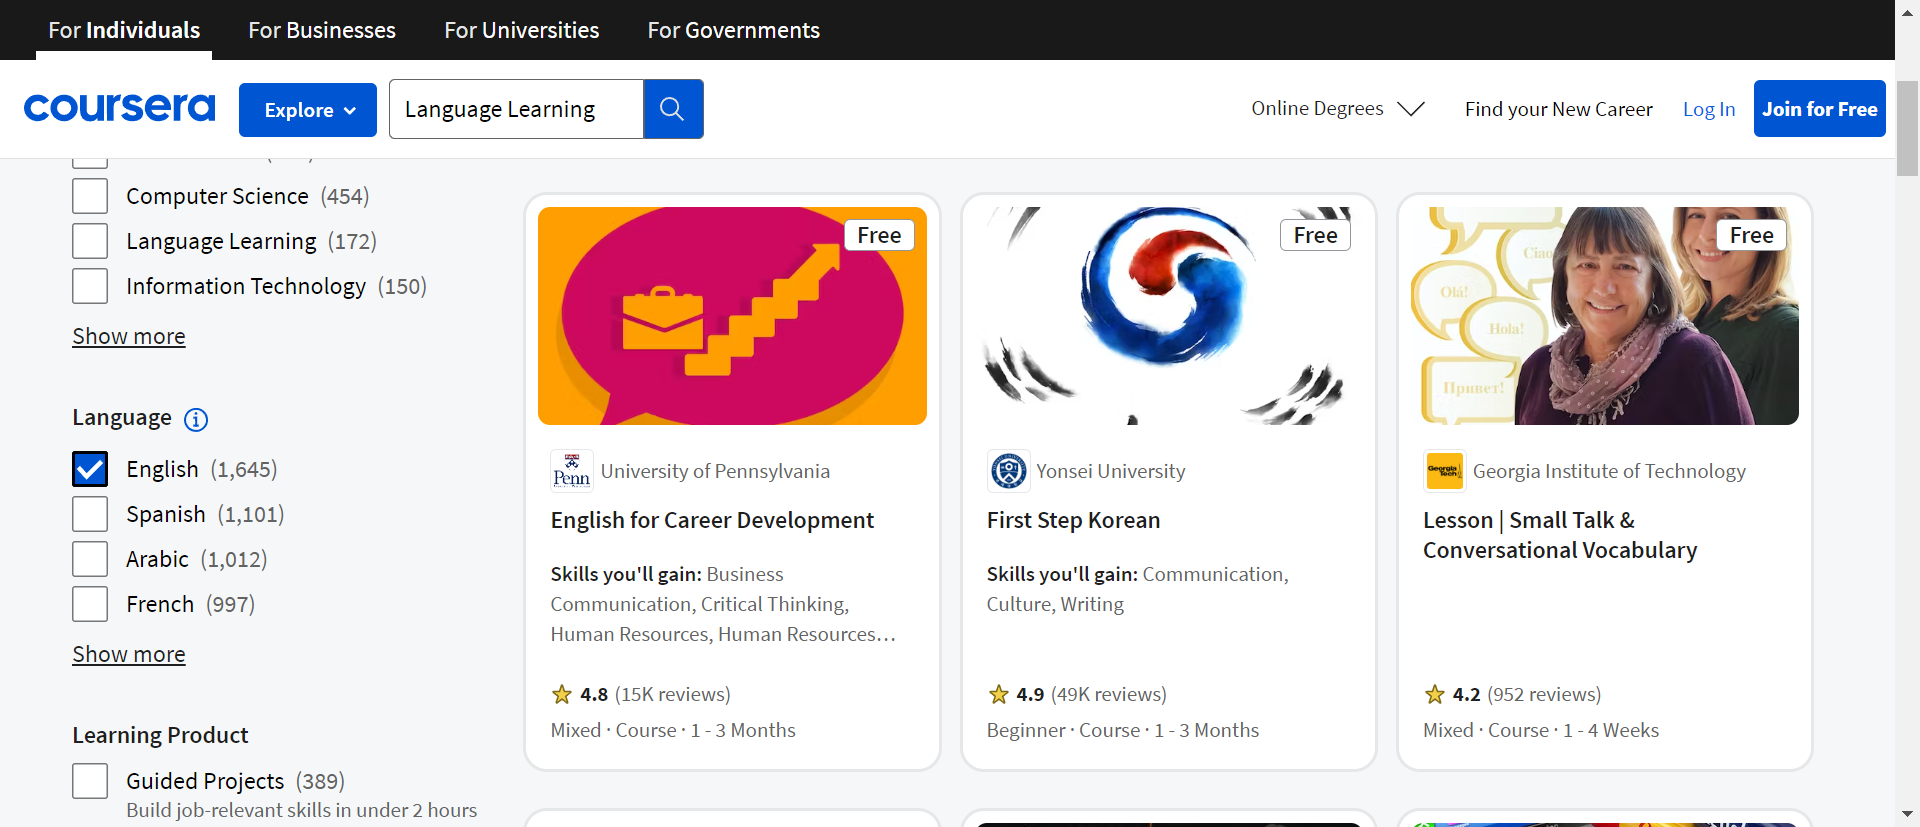 For Individuals
For Businesses
For Universities
For Governments
coursera
Explore
Language Learning
Online Degrees
Find your New Career
Log In
Join for Free
Computer Science (454)
Language Learning (172)
Information Technology (150)
Show more
Language
English (1,645)
Spanish (1,101)
Arabic (1,012)
French (997)
Show more
Learning Product
Guided Projects (389)
Build job-relevant skills in under 2 hours
Free
Penn
University of Pennsylvania
English for Career Development
Skills you'll gain: Business
Communication, Critical Thinking,
Human Resources, Human Resources…
4.8 (15K reviews)
Mixed · Course · 1 - 3 Months
Free
Yonsei University
First Step Korean
Skills you'll gain: Communication,
Culture, Writing
4.9 (49K reviews)
Beginner · Course · 1 - 3 Months
Free
Ciao
Olá!
Hola!
Привет!
Georgia Tech
Georgia Institute of Technology
Lesson | Small Talk &
Conversational Vocabulary
4.2 (952 reviews)
Mixed · Course · 1 - 4 Weeks